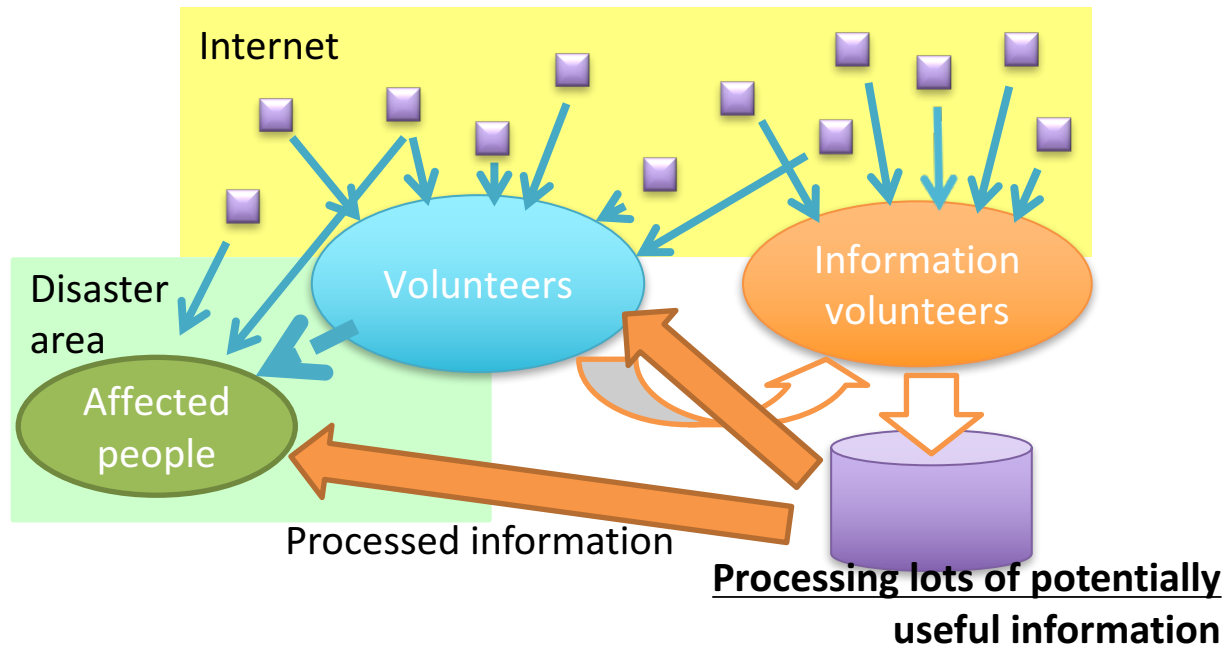 Internet
Volunteers
Information
volunteers
Disaster
area
Affected
people
Processed information
Processing lots of potentially
useful information